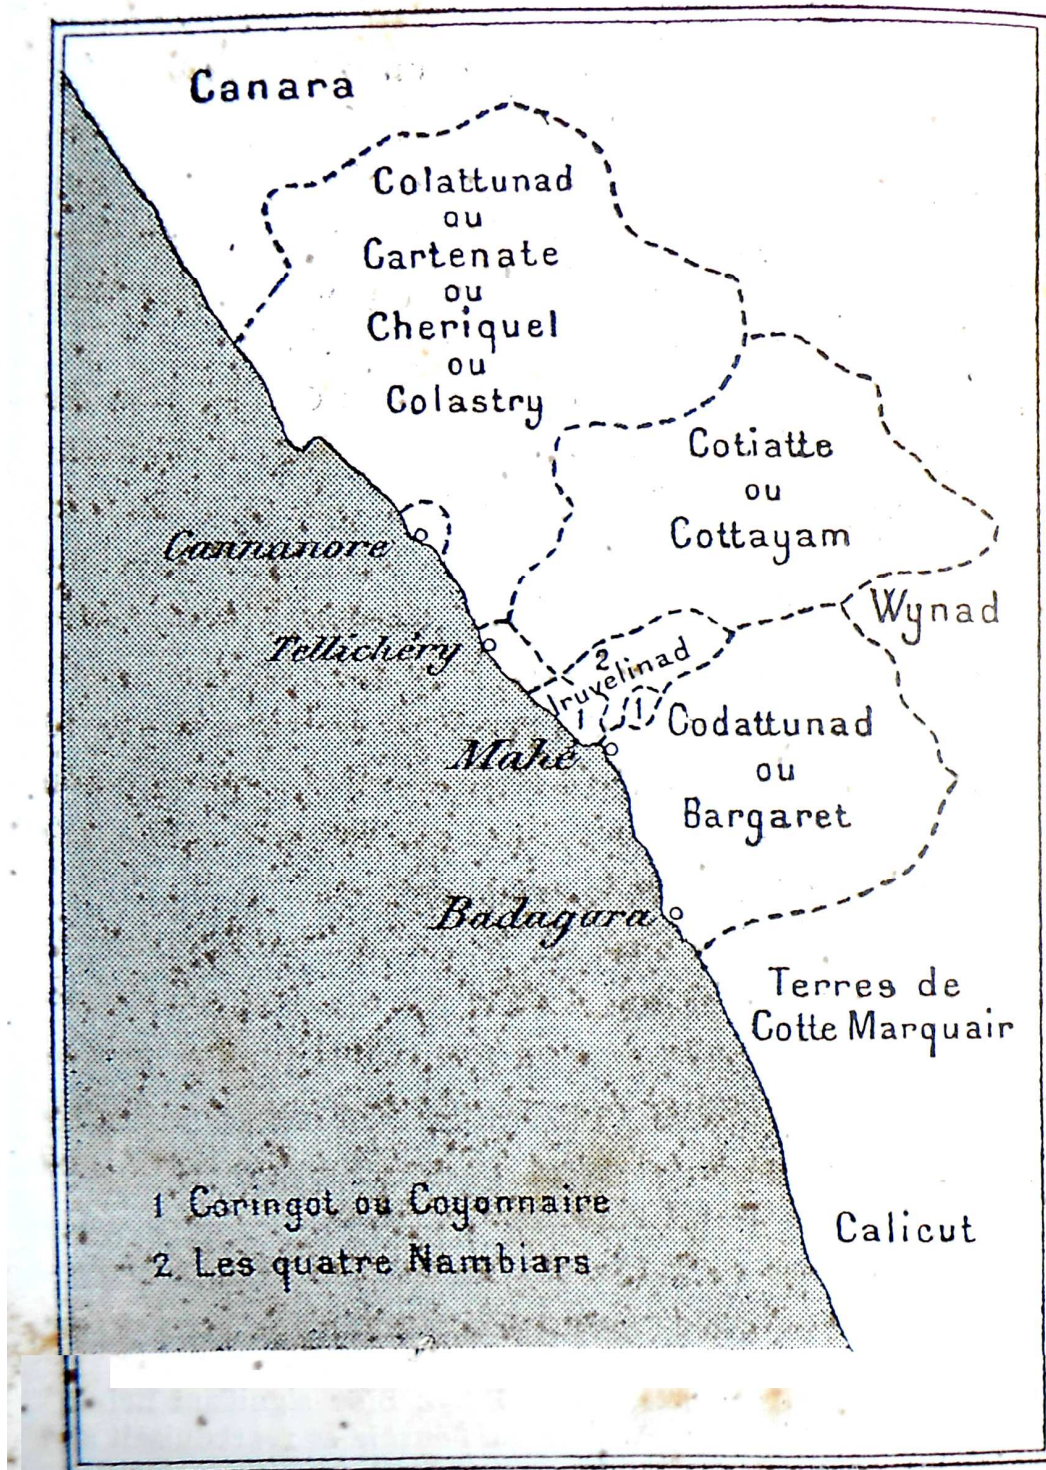 Canara
Colattunad
ou
Cartenate
ou
Cheriquel
ou
Colastry
Cotiatte
ou
Cottayam
Cannanore
Wynad
Tellichéry
2
Iruvelinad
1
1
Codattunad
ou
Bargaret
Mahé
Badagara
Terres de
Cotte Marquair
1 Coringot ou Coyonnaire
2. Les quatre Nambiars
Calicut